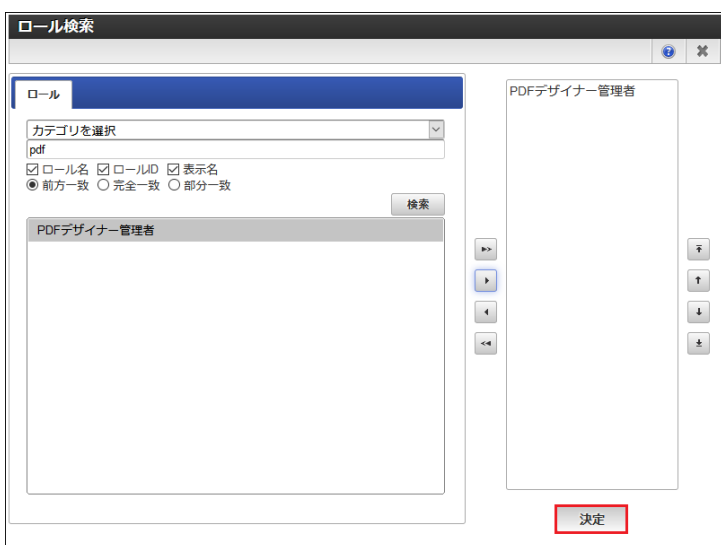 ロール検索
ロール
カテゴリを選択
pdf
ロール名 ロールID 表示名
前方一致 完全一致 部分一致
検索
PDFデザイナー管理者
PDFデザイナー管理者
決定